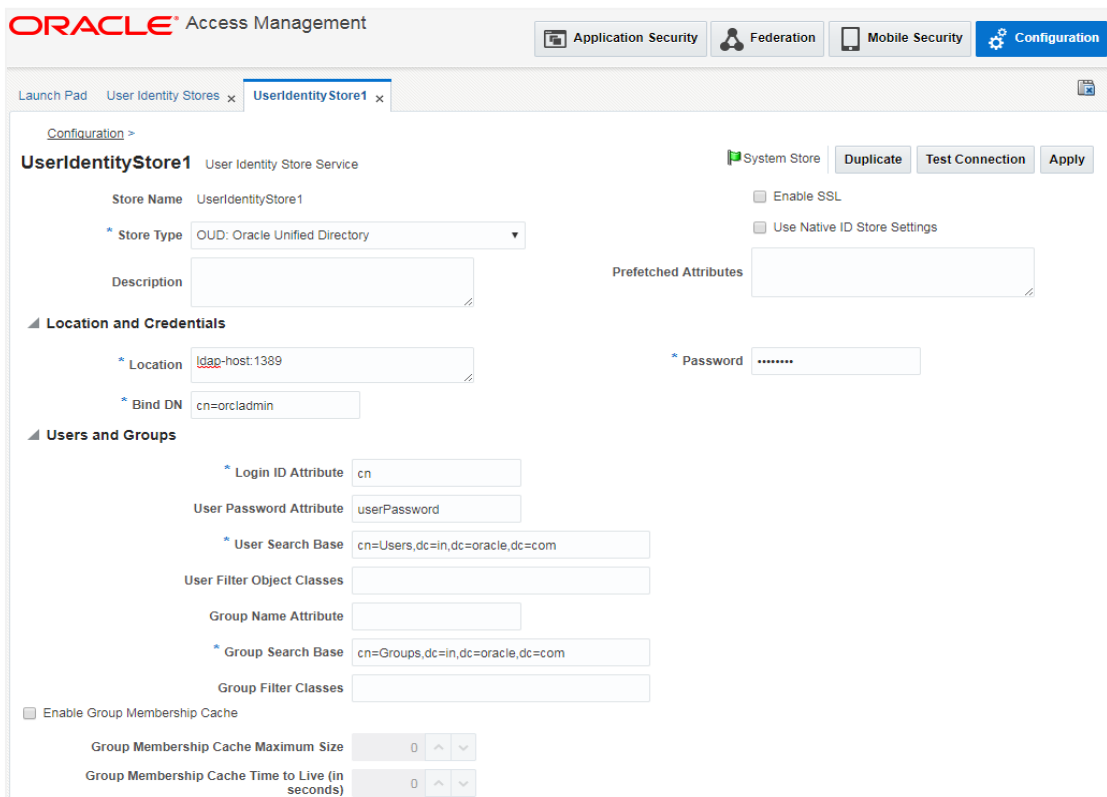 ORACLE® Access Management
Application Security
Federation
Mobile Security
Configuration
Launch Pad
User Identity Stores x
UserIdentityStore1 x
Configuration >
UserIdentityStore1 User Identity Store Service
System Store
Duplicate
Test Connection
Apply
Store Name UserIdentityStore1
Enable SSL
* Store Type OUD: Oracle Unified Directory
Use Native ID Store Settings
Description
Prefetched Attributes
Location and Credentials
* Location ldap-host:1389
* Password ••••••••
* Bind DN cn=orcladmin
Users and Groups
* Login ID Attribute cn
User Password Attribute userPassword
* User Search Base cn=Users,dc=in,dc=oracle,dc=com
User Filter Object Classes
Group Name Attribute
* Group Search Base cn=Groups,dc=in,dc=oracle,dc=com
Group Filter Classes
Enable Group Membership Cache
Group Membership Cache Maximum Size 0
Group Membership Cache Time to Live (in
seconds) 0